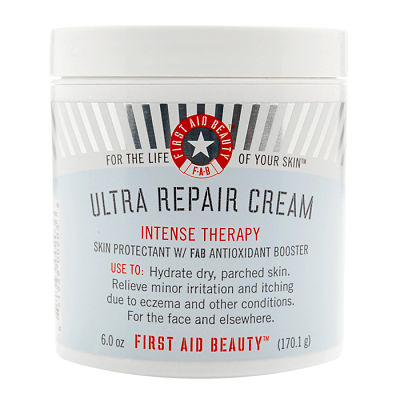 FIRST AID BEAUTY
F·A·B
FOR THE LIFE OF YOUR SKIN™
ULTRA REPAIR CREAM
INTENSE THERAPY
SKIN PROTECTANT W/ FAB ANTIOXIDANT BOOSTER
USE TO: Hydrate dry, parched skin.
Relieve minor irritation and itching
due to eczema and other conditions.
For the face and elsewhere.
6.0 oz FIRST AID BEAUTY™ (170.1 g)